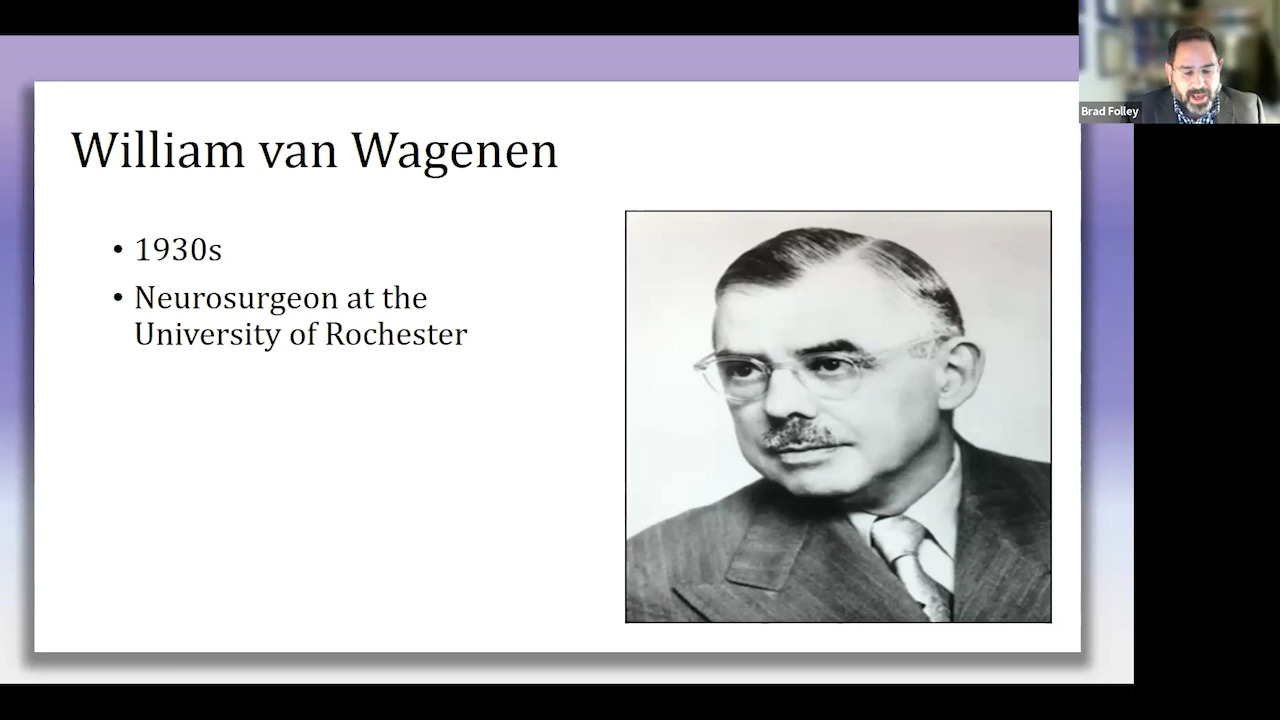 William van Wagenen
• 1930s
• Neurosurgeon at the
University of Rochester
Brad Folley